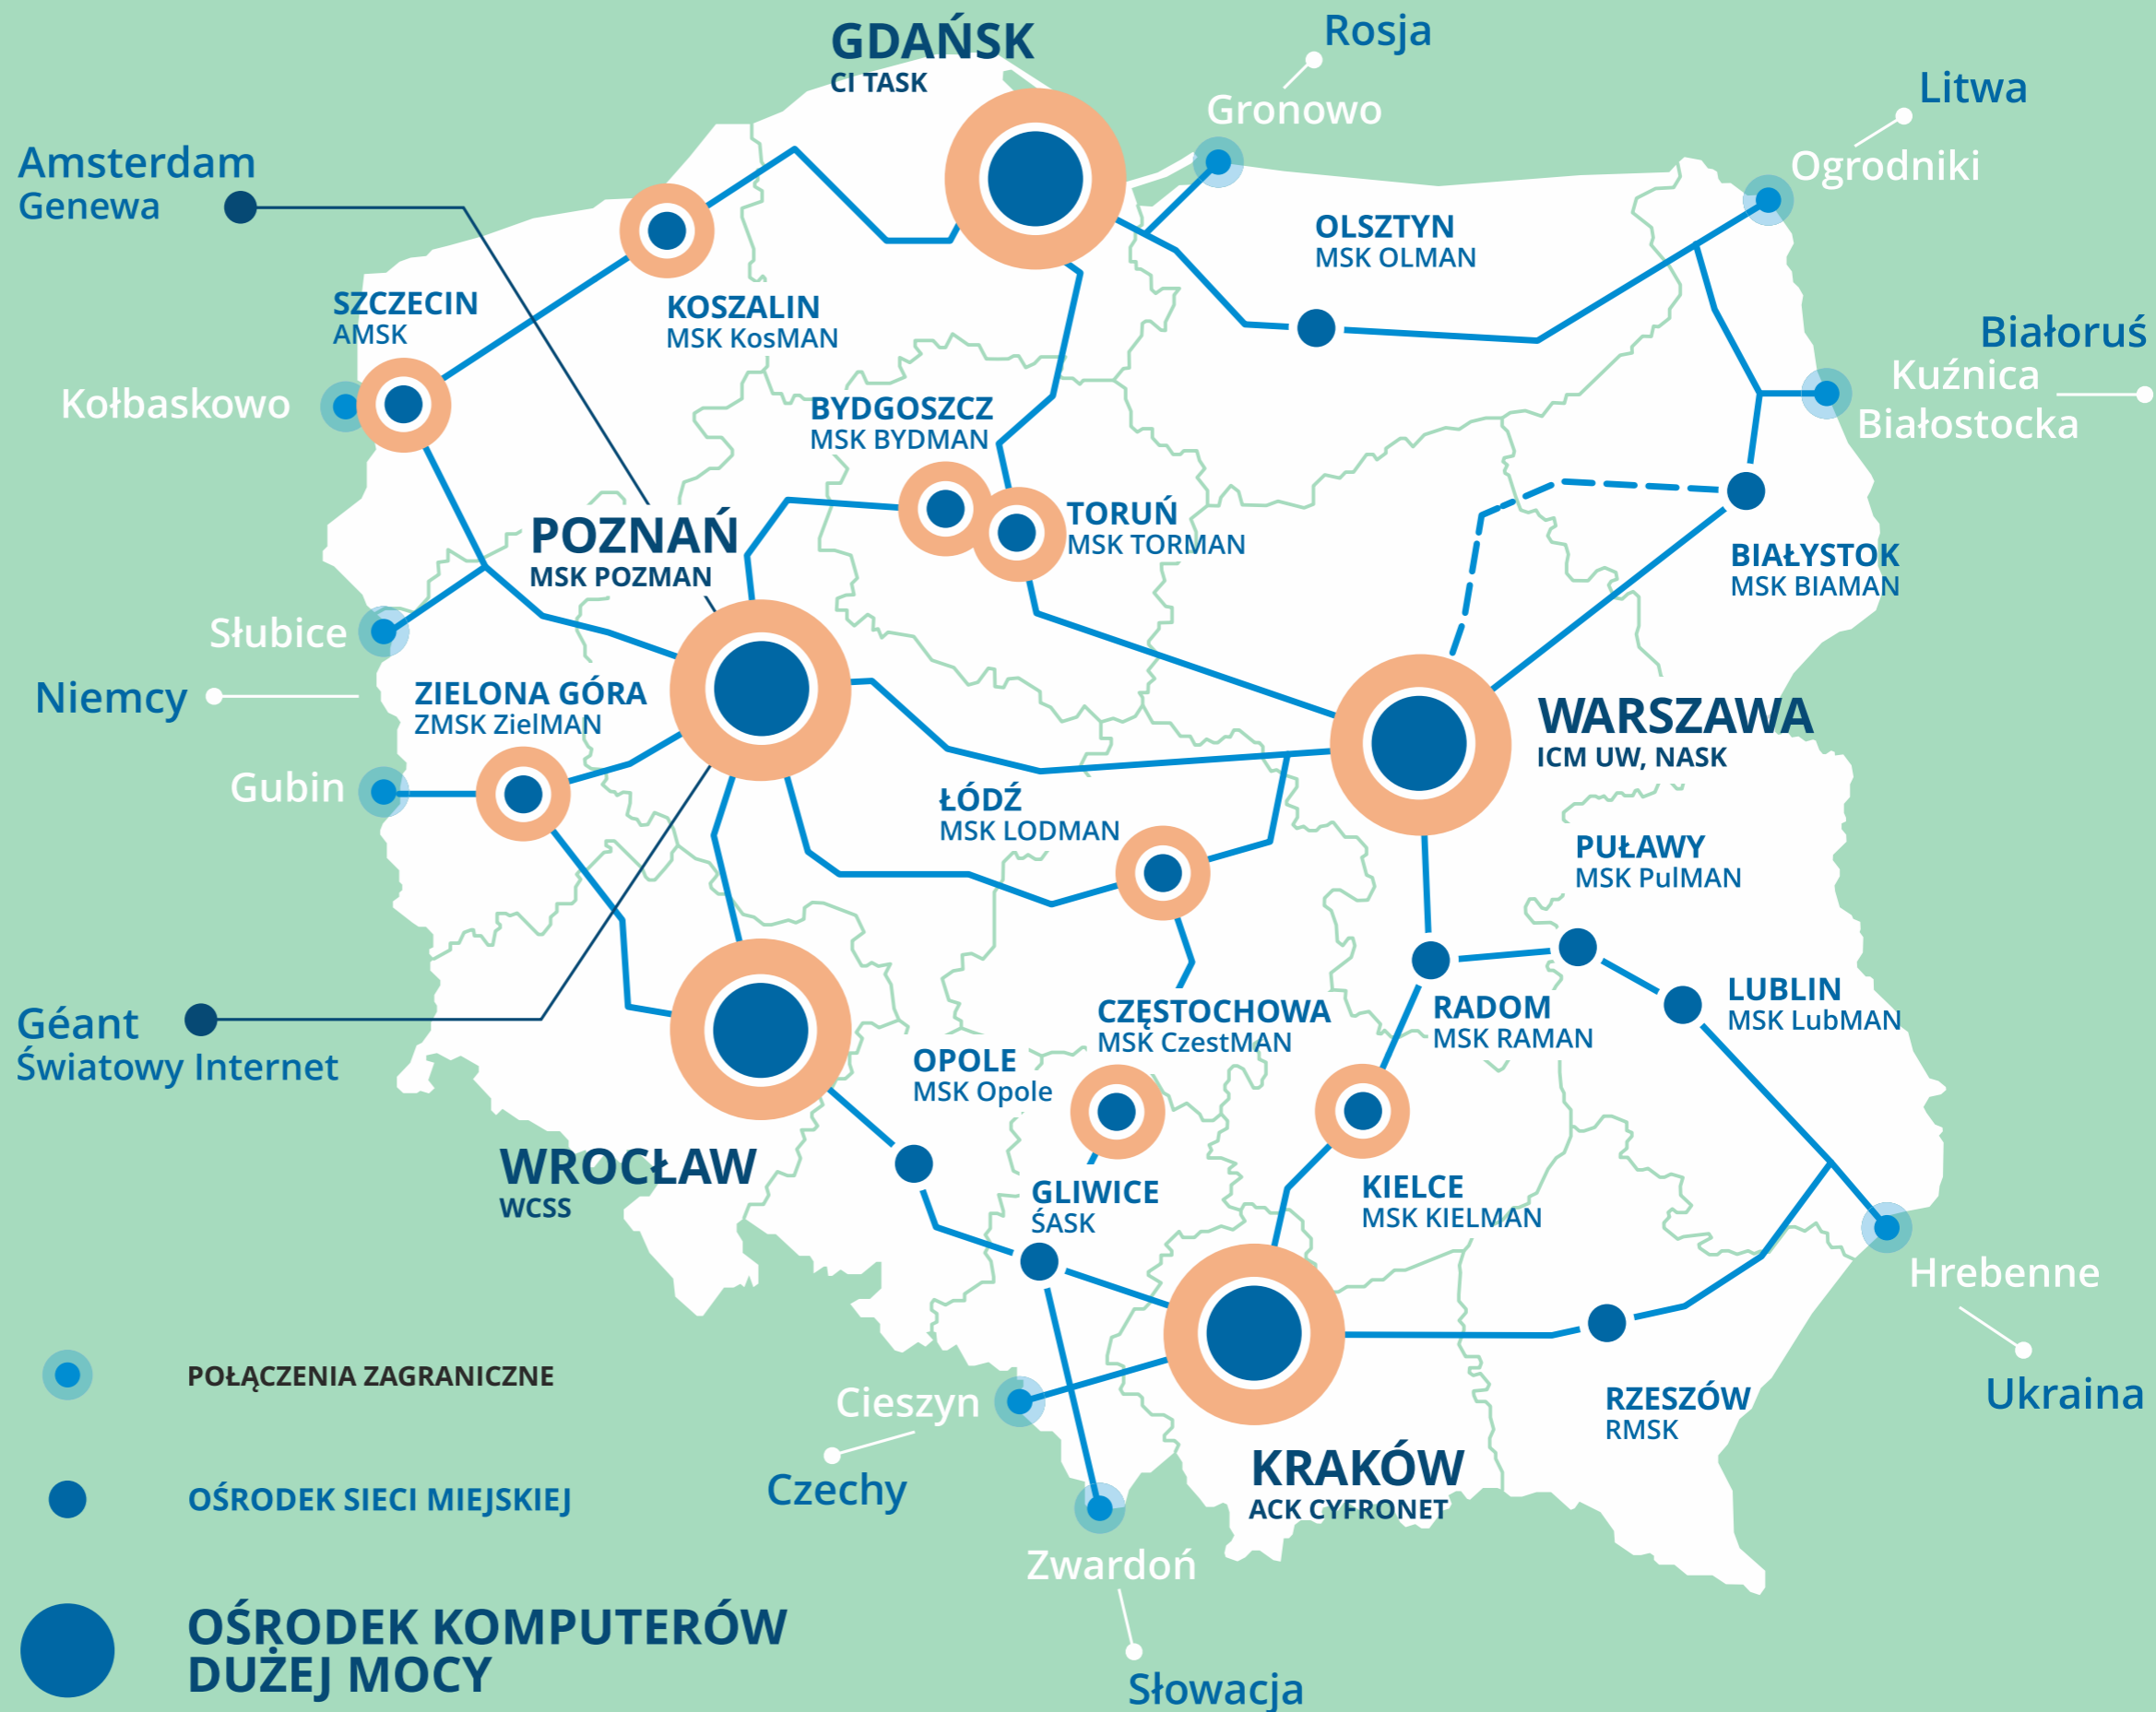 GDAŃSK
CI TASK
Rosja
Gronowo
Litwa
Ogrodniki
Amsterdam
Genewa
OLSZTYN
MSK OLMAN
SZCZECIN
AMSK
KOSZALIN
MSK KosMAN
Białoruś
Kuźnica
Białostocka
Kołbaskowo
BYDGOSZCZ
MSK BYDMAN
TORUŃ
MSK TORMAN
POZNAŃ
MSK POZMAN
BIAŁYSTOK
MSK BIAMAN
Słubice
Niemcy
ZIELONA GÓRA
ZMSK ZielMAN
WARSZAWA
ICM UW, NASK
Gubin
ŁÓDŹ
MSK LODMAN
PUŁAWY
MSK PulMAN
Géant
Światowy Internet
CZĘSTOCHOWA
MSK CzestMAN
RADOM
MSK RAMAN
LUBLIN
MSK LubMAN
OPOLE
MSK Opole
WROCŁAW
WCSS
GLIWICE
ŚASK
KIELCE
MSK KIELMAN
Hrebenne
Ukraina
POŁĄCZENIA ZAGRANICZNE
Cieszyn
Czechy
RZESZÓW
RMSK
KRAKÓW
ACK CYFRONET
OŚRODEK SIECI MIEJSKIEJ
Zwardoń
Słowacja
OŚRODEK KOMPUTERÓW
DUŻEJ MOCY